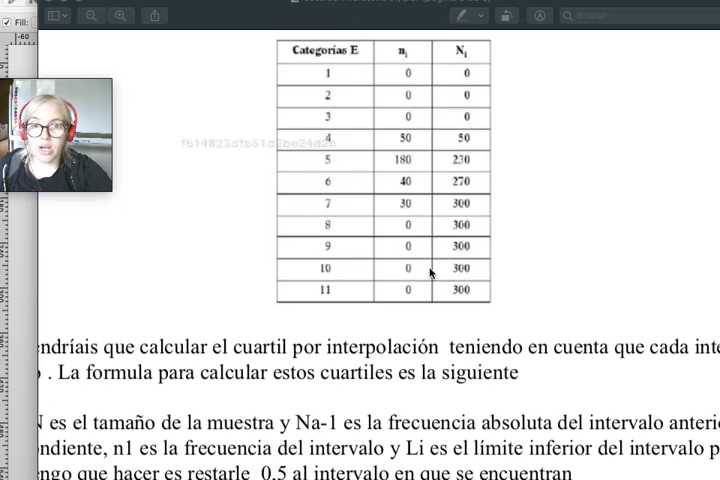 Fill:
-60
Buscar
Categorías E nᵢ Nᵢ
1 0 0
2 0 0
3 0 0
4 50 50
5 180 230
6 40 270
7 30 300
8 0 300
9 0 300
10 0 300
11 0 300
endríais que calcular el cuartil por interpolación teniendo en cuenta que cada inte
. La formula para calcular estos cuartiles es la siguiente
N es el tamaño de la muestra y Na-1 es la frecuencia absoluta del intervalo anteri
ondiente, n1 es la frecuencia del intervalo y Li es el límite inferior del intervalo p
engo que hacer es restarle 0,5 al intervalo en que se encuentran